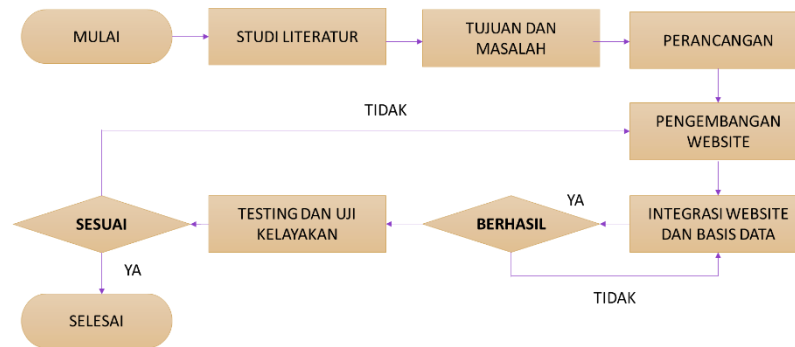 MULAI
STUDI LITERATUR
TUJUAN DAN
MASALAH
PERANCANGAN
TIDAK
PENGEMBANGAN
WEBSITE
SESUAI
TESTING DAN UJI
KELAYAKAN
BERHASIL
YA
INTEGRASI WEBSITE
DAN BASIS DATA
YA
TIDAK
SELESAI